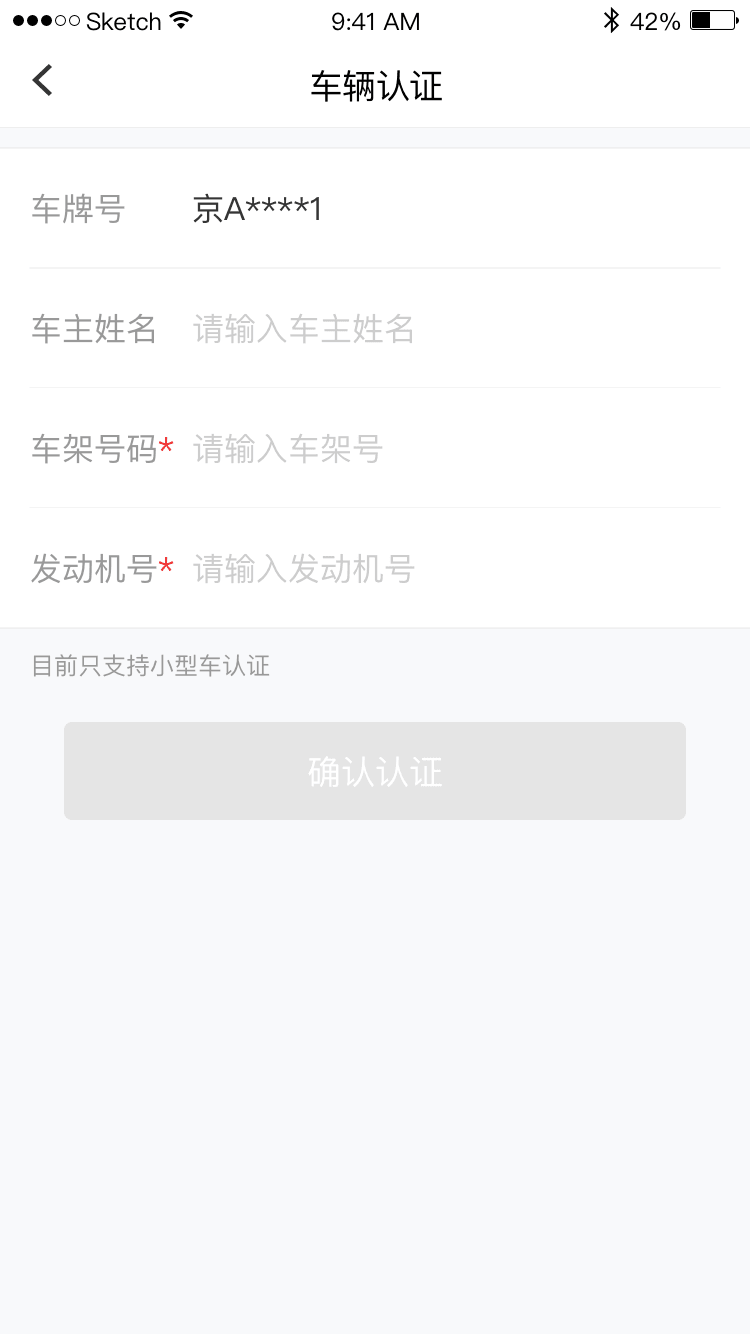 Sketch 9:41 AM 42%
车辆认证
车牌号 京A****1
车主姓名 请输入车主姓名
车架号码* 请输入车架号
发动机号* 请输入发动机号
目前只支持小型车认证
确认认证